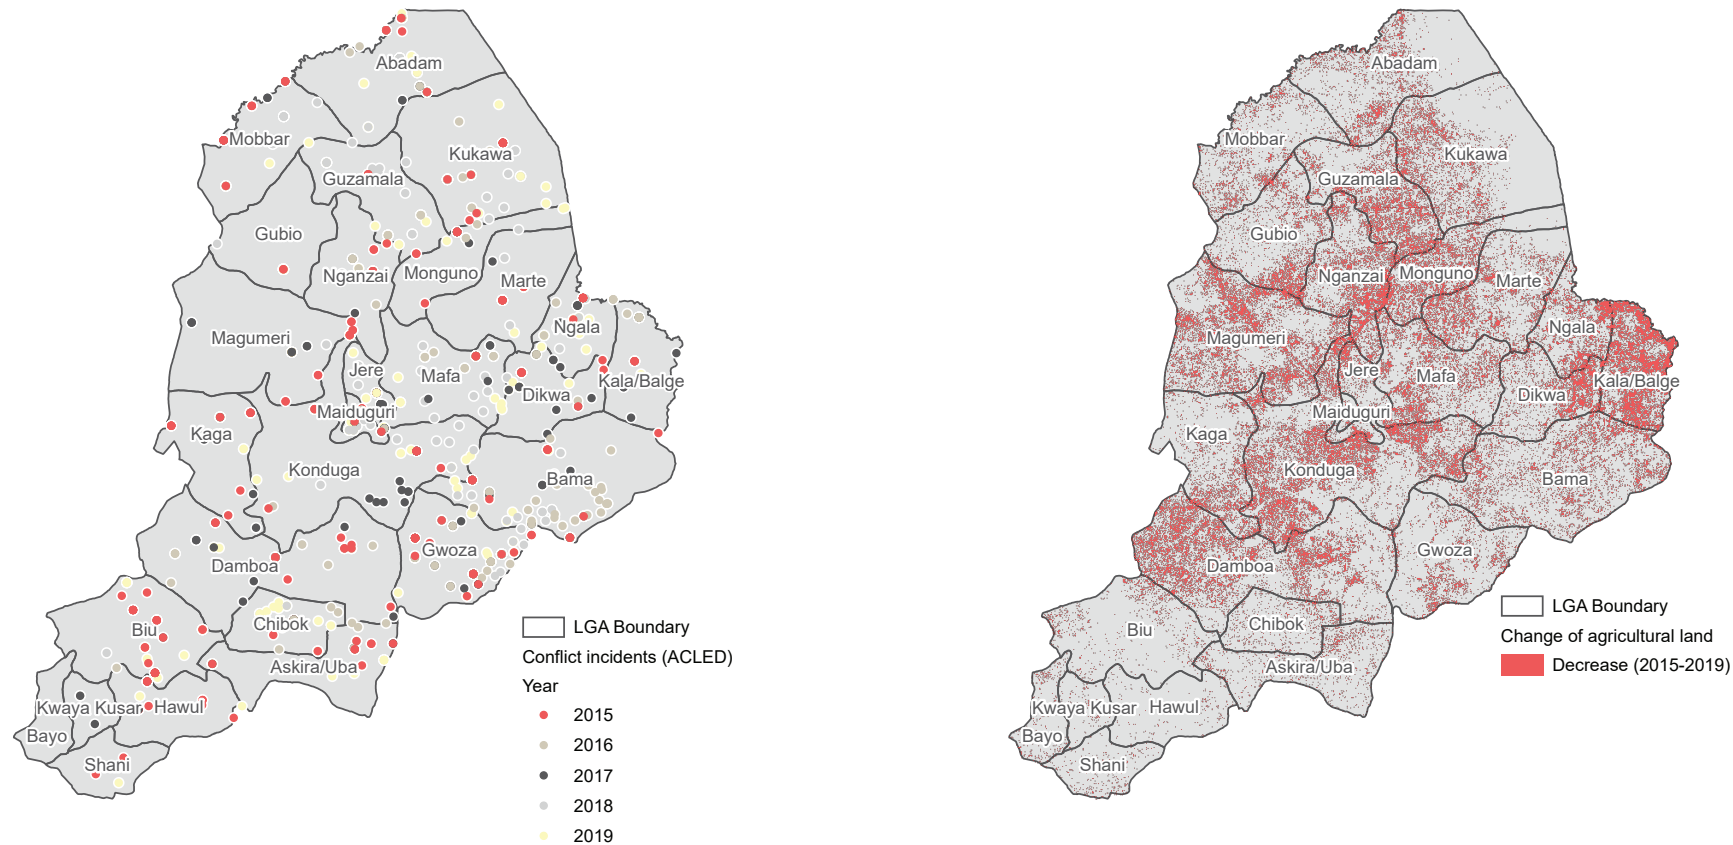 Abadam
Mobbar
Kukawa
Guzamala
Gubio
Nganzai
Monguno
Marte
Ngala
Magumeri
Jere
Mafa
Kala/Balge
Dikwa
Maiduguri
Kaga
Konduga
Bama
Gwoza
Damboa
Chibok
Biu
Askira/Uba
Kwaya Kusar
Hawul
Bayo
Shani
LGA Boundary
Conflict incidents (ACLED)
Year
2015
2016
2017
2018
2019
Abadam
Mobbar
Kukawa
Guzamala
Gubio
Nganzai
Monguno
Marte
Ngala
Magumeri
Jere
Mafa
Kala/Balge
Dikwa
Maiduguri
Kaga
Konduga
Bama
Gwoza
Damboa
Chibok
Biu
Askira/Uba
Kwaya Kusar
Hawul
Bayo
Shani
LGA Boundary
Change of agricultural land
Decrease (2015-2019)